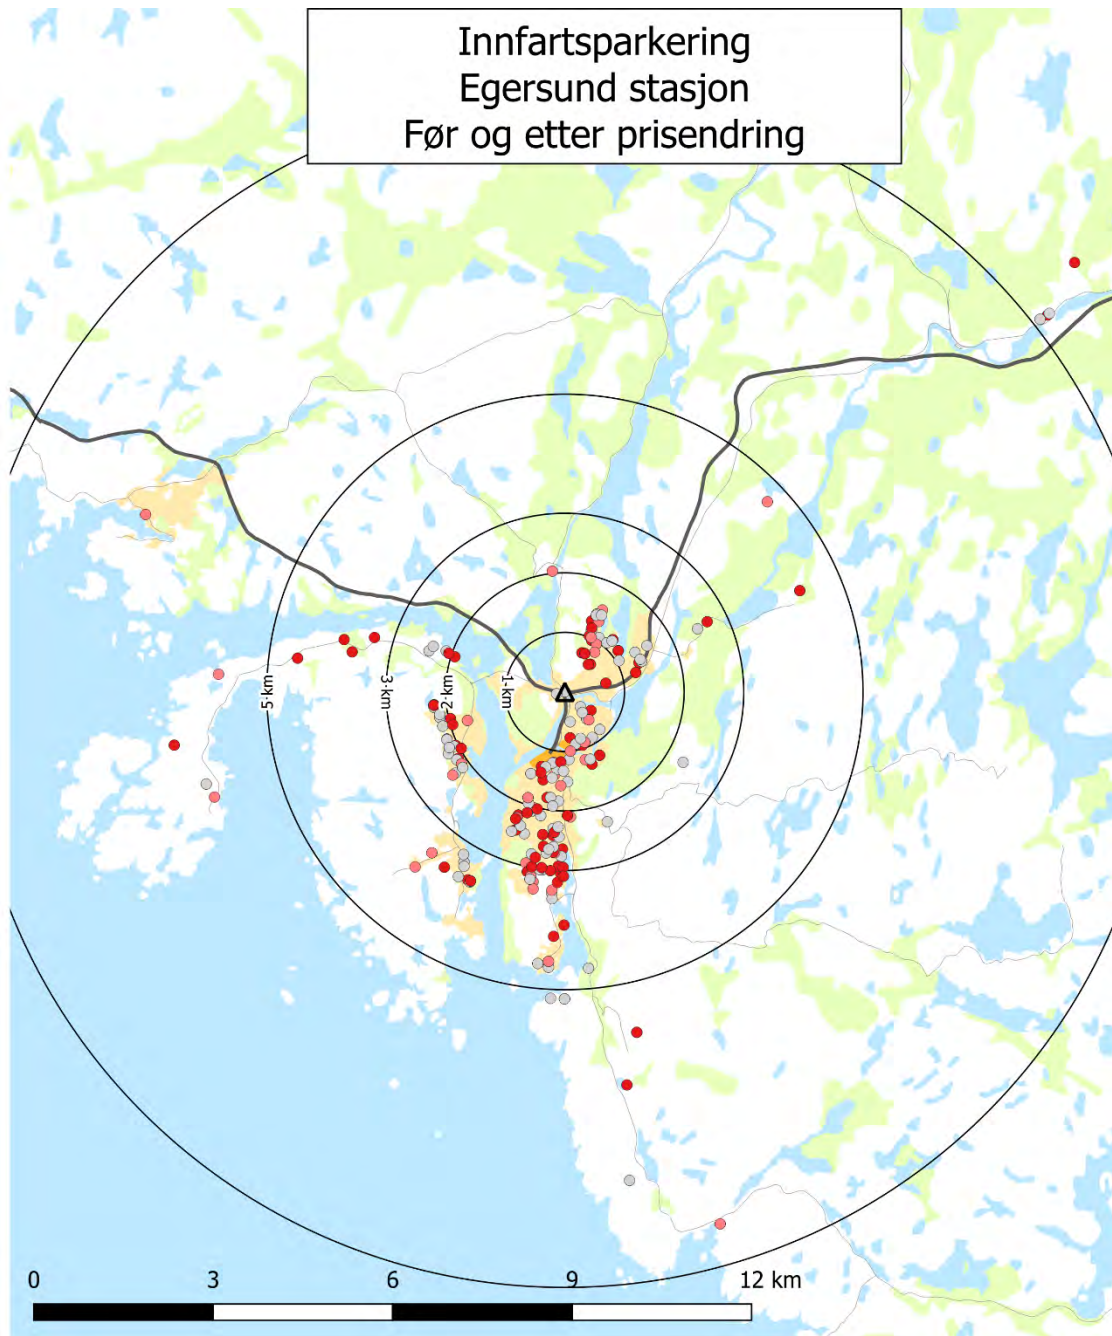 Innfartsparkering
Egersund stasjon
Før og etter prisendring
5 km
3 km
2 km
1 km
0 3 6 9 12 km